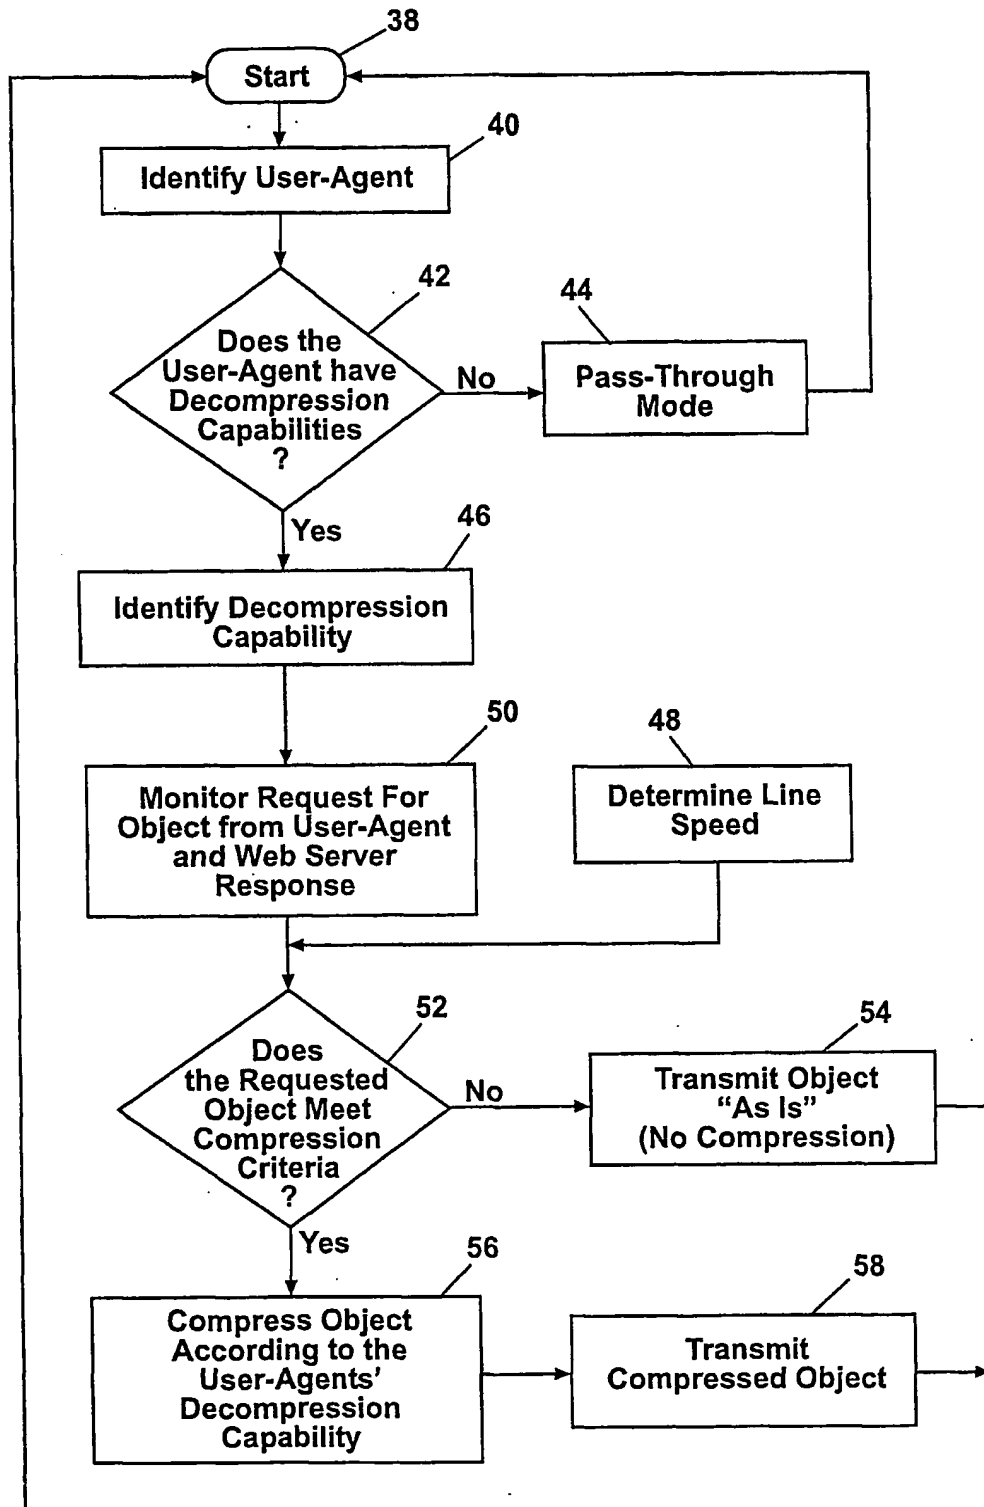 38
Start
40
Identify User-Agent
42
Does the
User-Agent have
Decompression
Capabilities
?
No
44
Pass-Through
Mode
Yes
46
Identify Decompression
Capability
50
Monitor Request For
Object from User-Agent
and Web Server
Response
48
Determine Line
Speed
52
Does
the Requested
Object Meet
Compression
Criteria
?
No
54
Transmit Object
“As Is”
(No Compression)
Yes
56
Compress Object
According to the
User-Agents’
Decompression
Capability
58
Transmit
Compressed Object